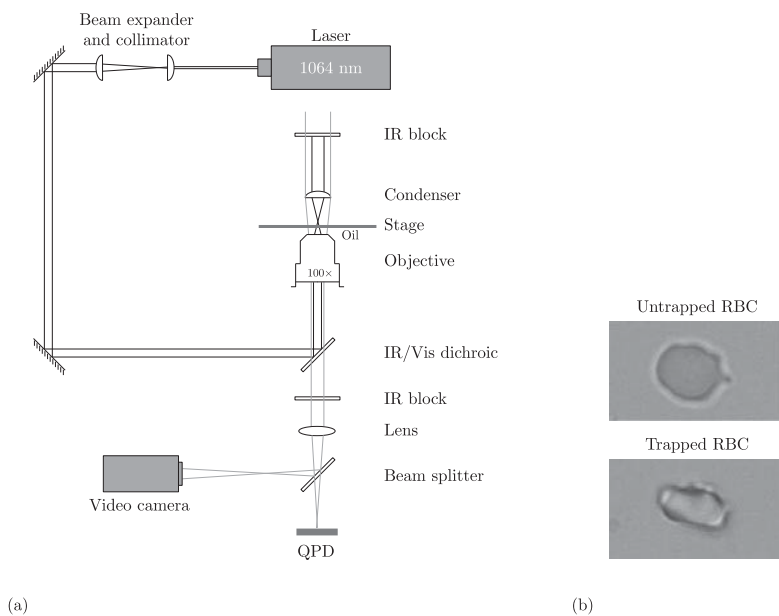 Beam expander
and collimator
Laser
1064 nm
IR block
Condenser
Stage
Oil
Objective
100×
Untrapped RBC
IR/Vis dichroic
IR block
Lens
Trapped RBC
Beam splitter
Video camera
QPD
(a)
(b)